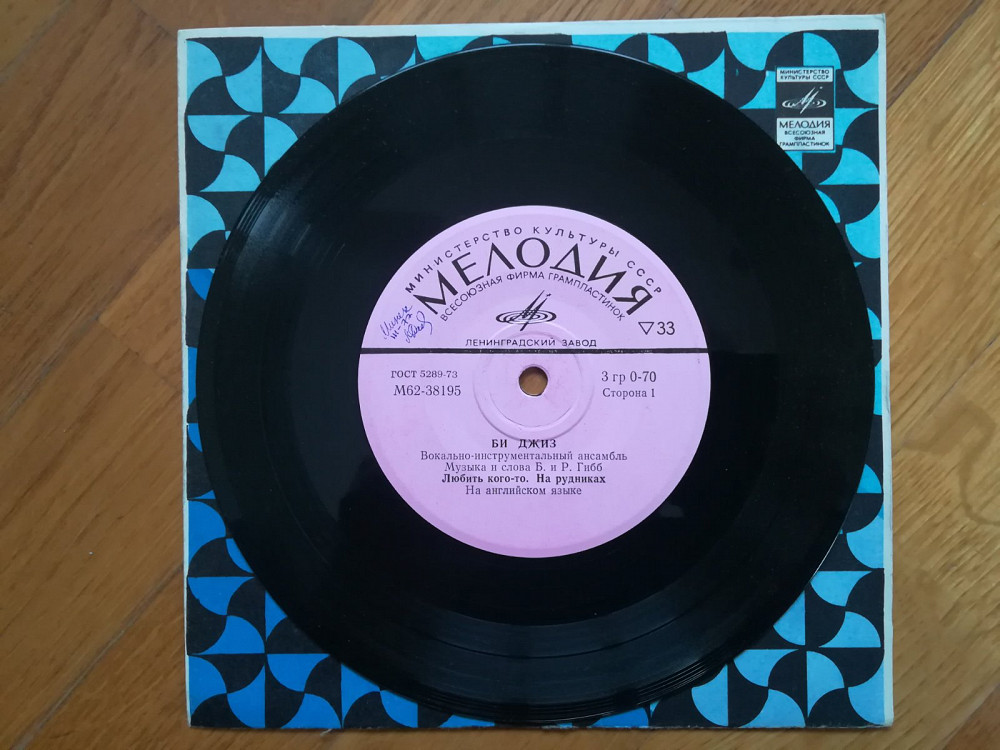 МИНИСТЕРСТВО
КУЛЬТУРЫ СССР
МЕЛОДИЯ
ВСЕСОЮЗНАЯ
ФИРМА
ГРАМПЛАСТИНОК
МИНИСТЕРСТВО КУЛЬТУРЫ СССР
МЕЛОДИЯ
ВСЕСОЮЗНАЯ ФИРМА ГРАМПЛАСТИНОК
▽33
ЛЕНИНГРАДСКИЙ ЗАВОД
ГОСТ 5289-73
М62-38195
3 гр 0-70
Сторона 1
БИ ДЖИЗ
Вокально-инструментальный ансамбль
Музыка и слова Б. и Р. Гибб
Любить кого-то. На рудниках
На английском языке